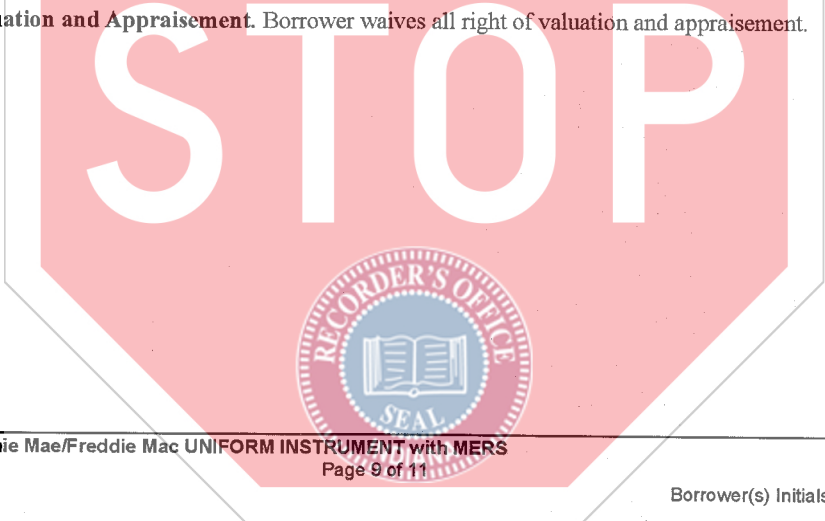 ation and Appraisement. Borrower waives all right of valuation and appraisement.
STOP
RECORDER'S OFFICE
SEAL
INDIANA
ie Mae/Freddie Mac UNIFORM INSTRUMENT with MERS
Page 9 of 11
Borrower(s) Initials